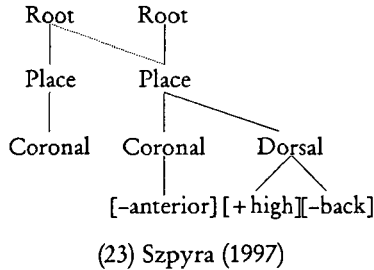 Root Root
Place Place
Coronal Coronal Dorsal
[–anterior] [+high][–back]
(23) Szpyra (1997)